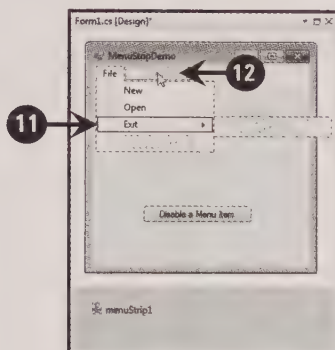 Form1.cs [Design]*
MenuStripDemo
File
12
New
Open
11
Exit
Disable a Menu Item
menuStrip1